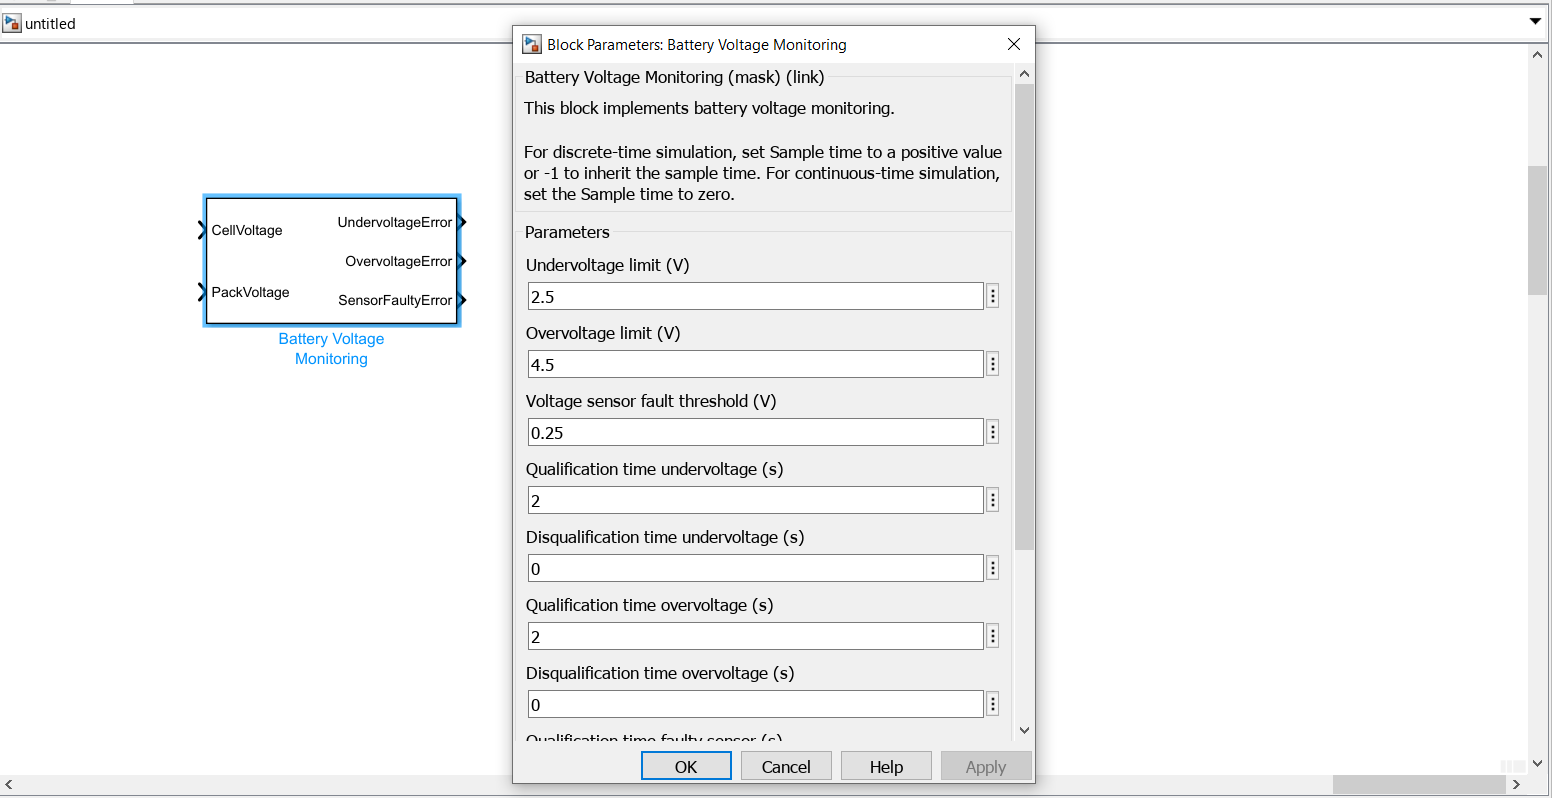 untitled
CellVoltage
PackVoltage
UndervoltageError
OvervoltageError
SensorFaultyError
Battery Voltage
Monitoring
Block Parameters: Battery Voltage Monitoring
Battery Voltage Monitoring (mask) (link)
This block implements battery voltage monitoring.
For discrete-time simulation, set Sample time to a positive value
or -1 to inherit the sample time. For continuous-time simulation,
set the Sample time to zero.
Parameters
Undervoltage limit (V)
2.5
Overvoltage limit (V)
4.5
Voltage sensor fault threshold (V)
0.25
Qualification time undervoltage (s)
2
Disqualification time undervoltage (s)
0
Qualification time overvoltage (s)
2
Disqualification time overvoltage (s)
0
Qualification time faulty sensor (s)
OK Cancel Help Apply